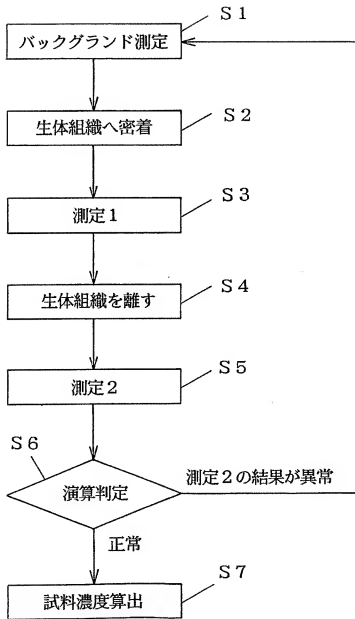 S1
バックグランド測定
S2
生体組織へ密着
S3
測定1
S4
生体組織を離す
S5
測定2
S6
演算判定
測定2の結果が異常
正常
S7
試料濃度算出